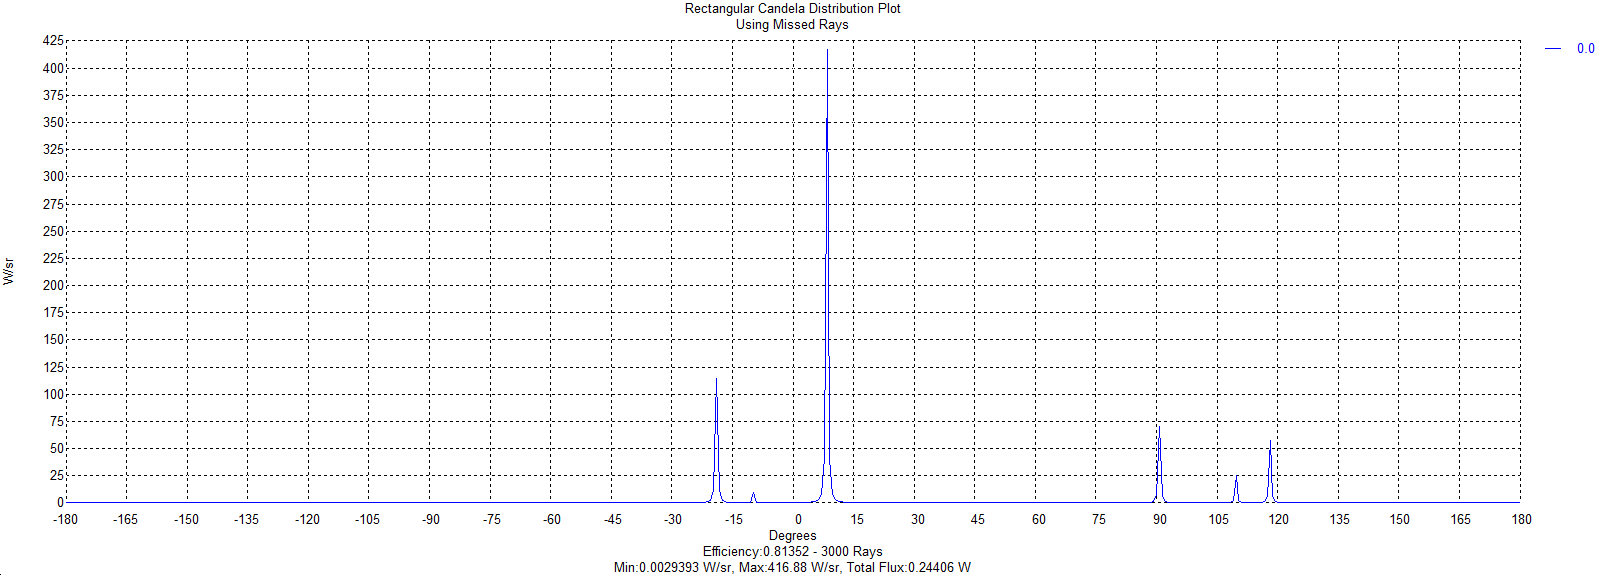 Rectangular Candela Distribution Plot
Using Missed Rays
0.0
425
400
375
350
325
300
275
250
225
200
175
150
125
100
75
50
25
0
W/sr
-180 -165 -150 -135 -120 -105 -90 -75 -60 -45 -30 -15 0 15 30 45 60 75 90 105 120 135 150 165 180
Degrees
Efficiency:0.81352 - 3000 Rays
Min:0.0029393 W/sr, Max:416.88 W/sr, Total Flux:0.24406 W